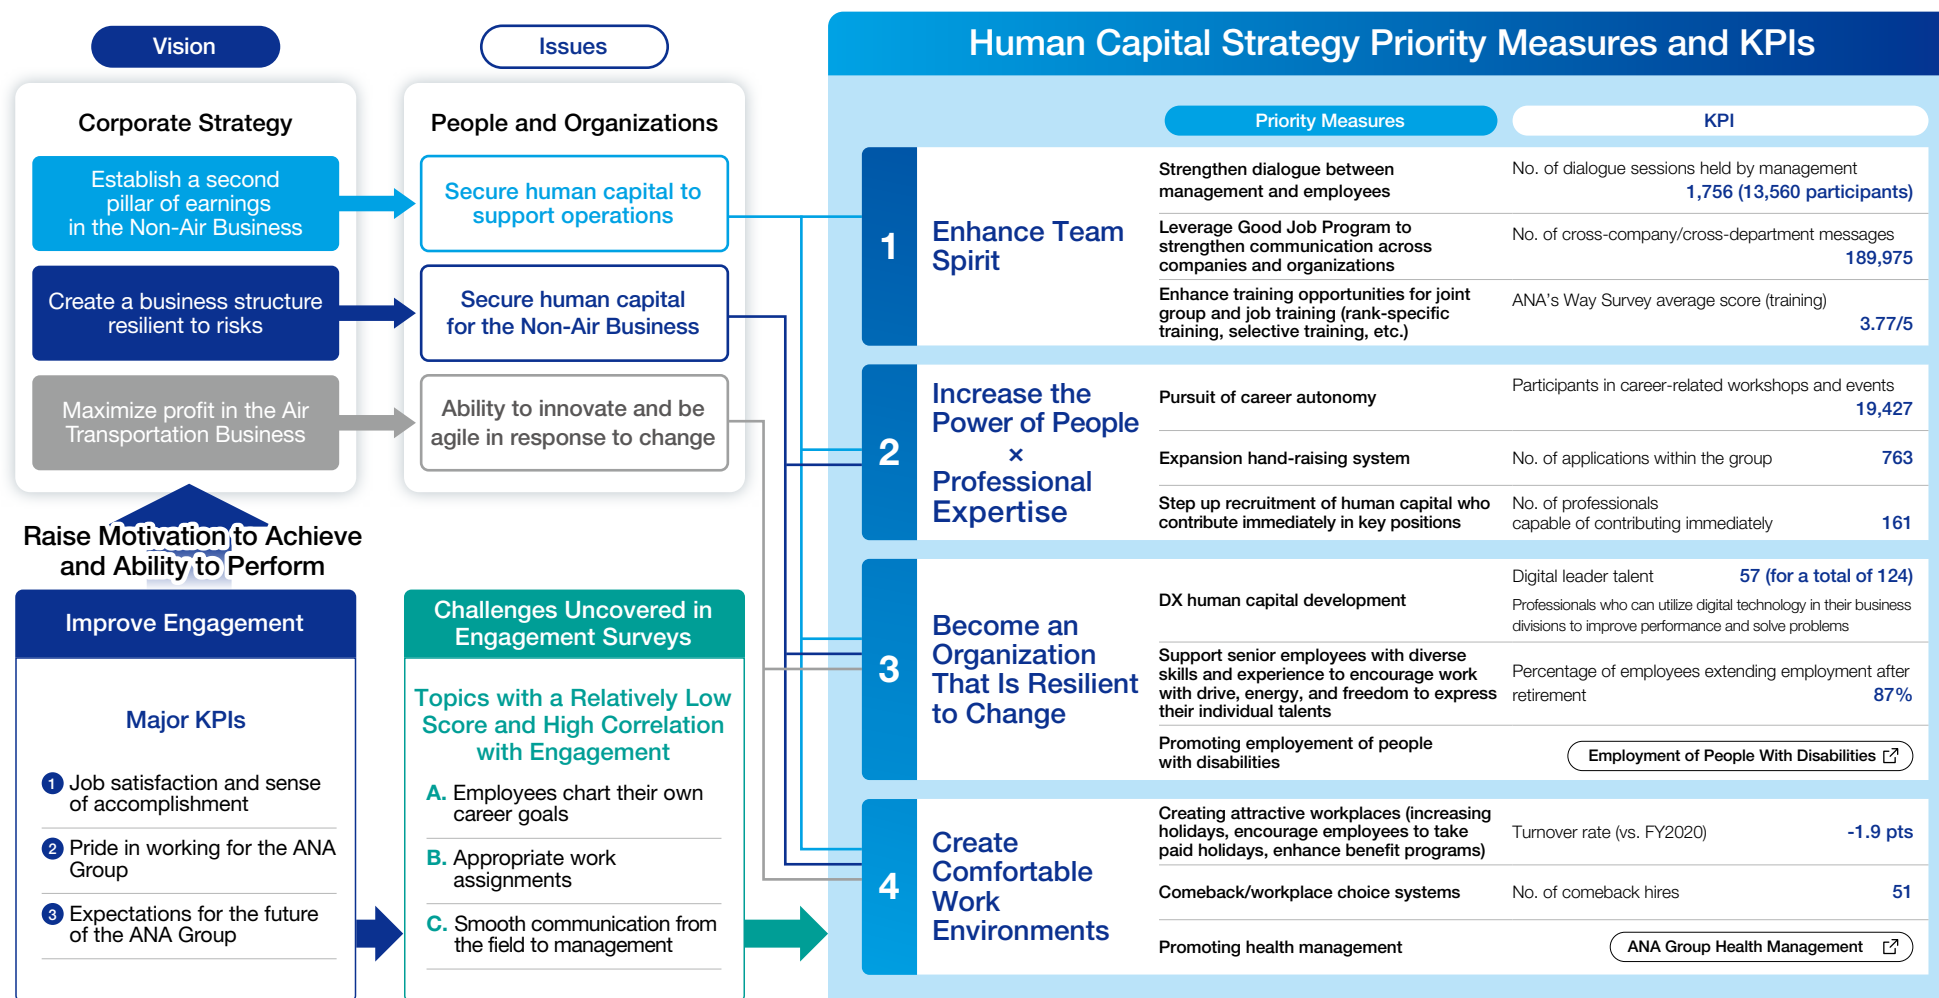 Vision
Issues
Human Capital Strategy Priority Measures and KPIs
Corporate Strategy
Establish a second
pillar of earnings
in the Non-Air Business
Create a business structure
resilient to risks
Maximize profit in the Air
Transportation Business
People and Organizations
Secure human capital to
support operations
Secure human capital
for the Non-Air Business
Ability to innovate and be
agile in response to change
Raise Motivation to Achieve
and Ability to Perform
Improve Engagement
Major KPIs
1 Job satisfaction and sense
of accomplishment
2 Pride in working for the ANA
Group
3 Expectations for the future
of the ANA Group
Challenges Uncovered in
Engagement Surveys
Topics with a Relatively Low
Score and High Correlation
with Engagement
A. Employees chart their own
career goals
B. Appropriate work
assignments
C. Smooth communication from
the field to management
Priority Measures
KPI
1
Enhance Team
Spirit
Strengthen dialogue between
management and employees
No. of dialogue sessions held by management
1,756 (13,560 participants)
Leverage Good Job Program to
strengthen communication across
companies and organizations
No. of cross-company/cross-department messages
189,975
Enhance training opportunities for joint
group and job training (rank-specific
training, selective training, etc.)
ANA's Way Survey average score (training)
3.77/5
2
Increase the
Power of People
×
Professional
Expertise
Pursuit of career autonomy
Participants in career-related workshops and events
19,427
Expansion hand-raising system
No. of applications within the group 763
Step up recruitment of human capital who
contribute immediately in key positions
No. of professionals
capable of contributing immediately 161
3
Become an
Organization
That Is Resilient
to Change
DX human capital development
Digital leader talent 57 (for a total of 124)
Professionals who can utilize digital technology in their business
divisions to improve performance and solve problems
Support senior employees with diverse
skills and experience to encourage work
with drive, energy, and freedom to express
their individual talents
Percentage of employees extending employment after
retirement 87%
Promoting employement of people
with disabilities
Employment of People With Disabilities
4
Create
Comfortable
Work
Environments
Creating attractive workplaces (increasing
holidays, encourage employees to take
paid holidays, enhance benefit programs)
Turnover rate (vs. FY2020) -1.9 pts
Comeback/workplace choice systems
No. of comeback hires 51
Promoting health management
ANA Group Health Management